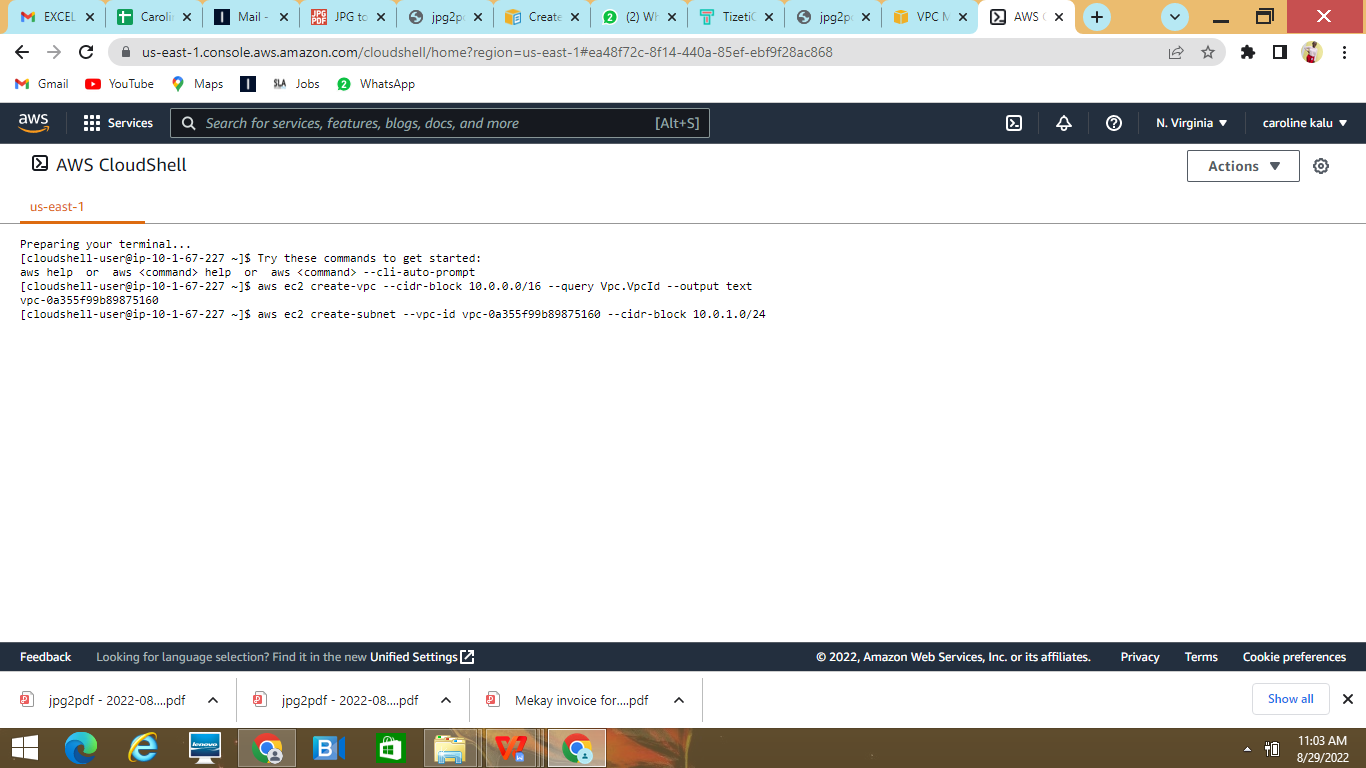 EXCEL
Carolin
Mail -
JPG to
jpg2p
Create
(2) Wh
Tizeti
jpg2p
VPC M
AWS
us-east-1.console.aws.amazon.com/cloudshell/home?region=us-east-1#ea48f72c-8f14-440a-85ef-ebf9f28ac868
Gmail
YouTube
Maps
SLA Jobs
WhatsApp
aws
Services
Search for services, features, blogs, docs, and more [Alt+S]
N. Virginia ▼
caroline kalu ▼
AWS CloudShell
Actions ▼
us-east-1
Preparing your terminal...
[cloudshell-user@ip-10-1-67-227 ~]$ Try these commands to get started:
aws help  or  aws <command> help  or  aws <command> --cli-auto-prompt
[cloudshell-user@ip-10-1-67-227 ~]$ aws ec2 create-vpc --cidr-block 10.0.0.0/16 --query Vpc.VpcId --output text
vpc-0a355f99b89875160
[cloudshell-user@ip-10-1-67-227 ~]$ aws ec2 create-subnet --vpc-id vpc-0a355f99b89875160 --cidr-block 10.0.1.0/24
Feedback
Looking for language selection? Find it in the new Unified Settings
© 2022, Amazon Web Services, Inc. or its affiliates.
Privacy
Terms
Cookie preferences
jpg2pdf - 2022-08....pdf
jpg2pdf - 2022-08....pdf
Mekay invoice for....pdf
Show all
lenovo
11:03 AM
8/29/2022